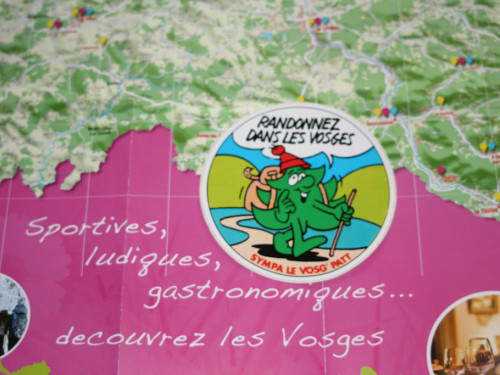 RANDONNEZ
DANS LES VOSGES
SYMPA LE VOSG' PATT
Sportives,
ludiques,
gastronomiques...
decouvrez les Vosges